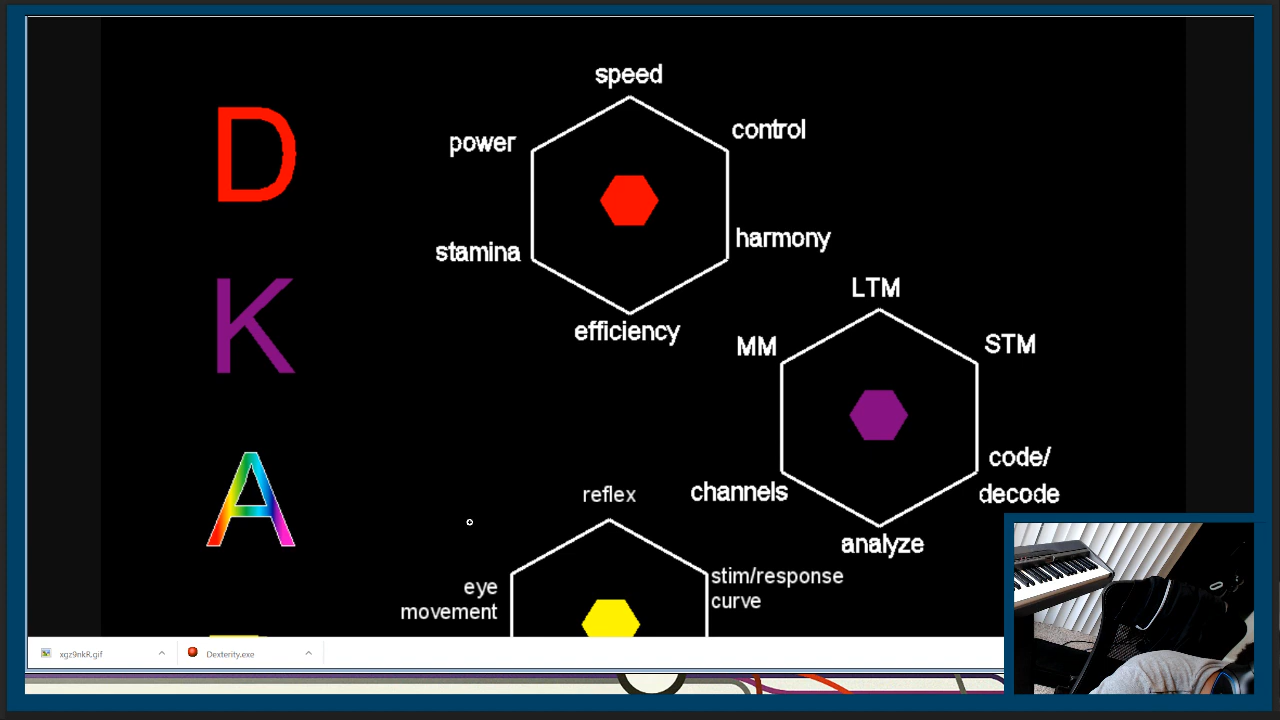 D
K
A
speed
power
control
stamina
harmony
efficiency
LTM
MM
STM
channels
code/
decode
analyze
reflex
eye
movement
stim/response
curve
xgz9nkR.gif
Dexterity.exe